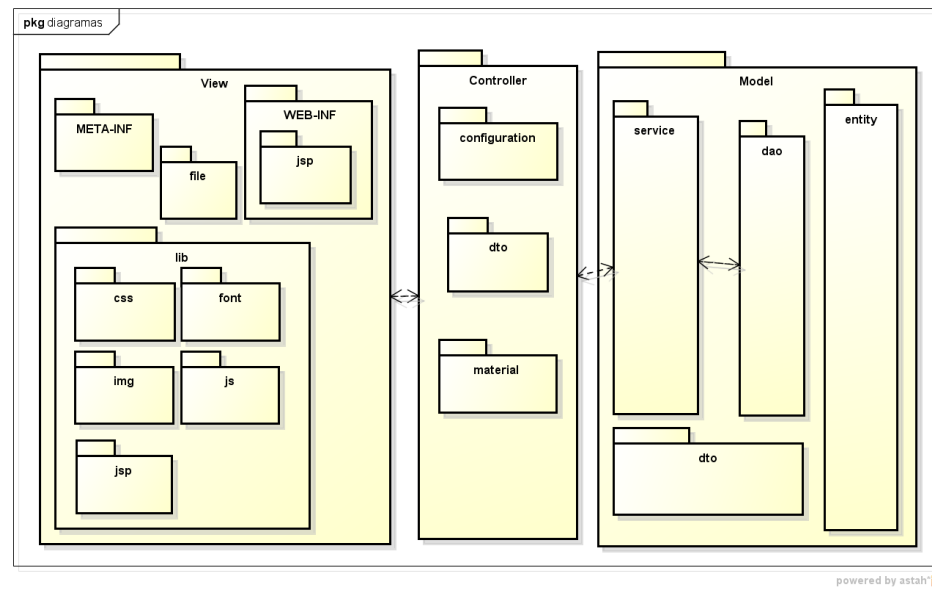 pkg diagramas
View
META-INF
file
WEB-INF
jsp
lib
css
font
img
js
jsp
Controller
configuration
dto
material
Model
service
dao
entity
dto
powered by astah*